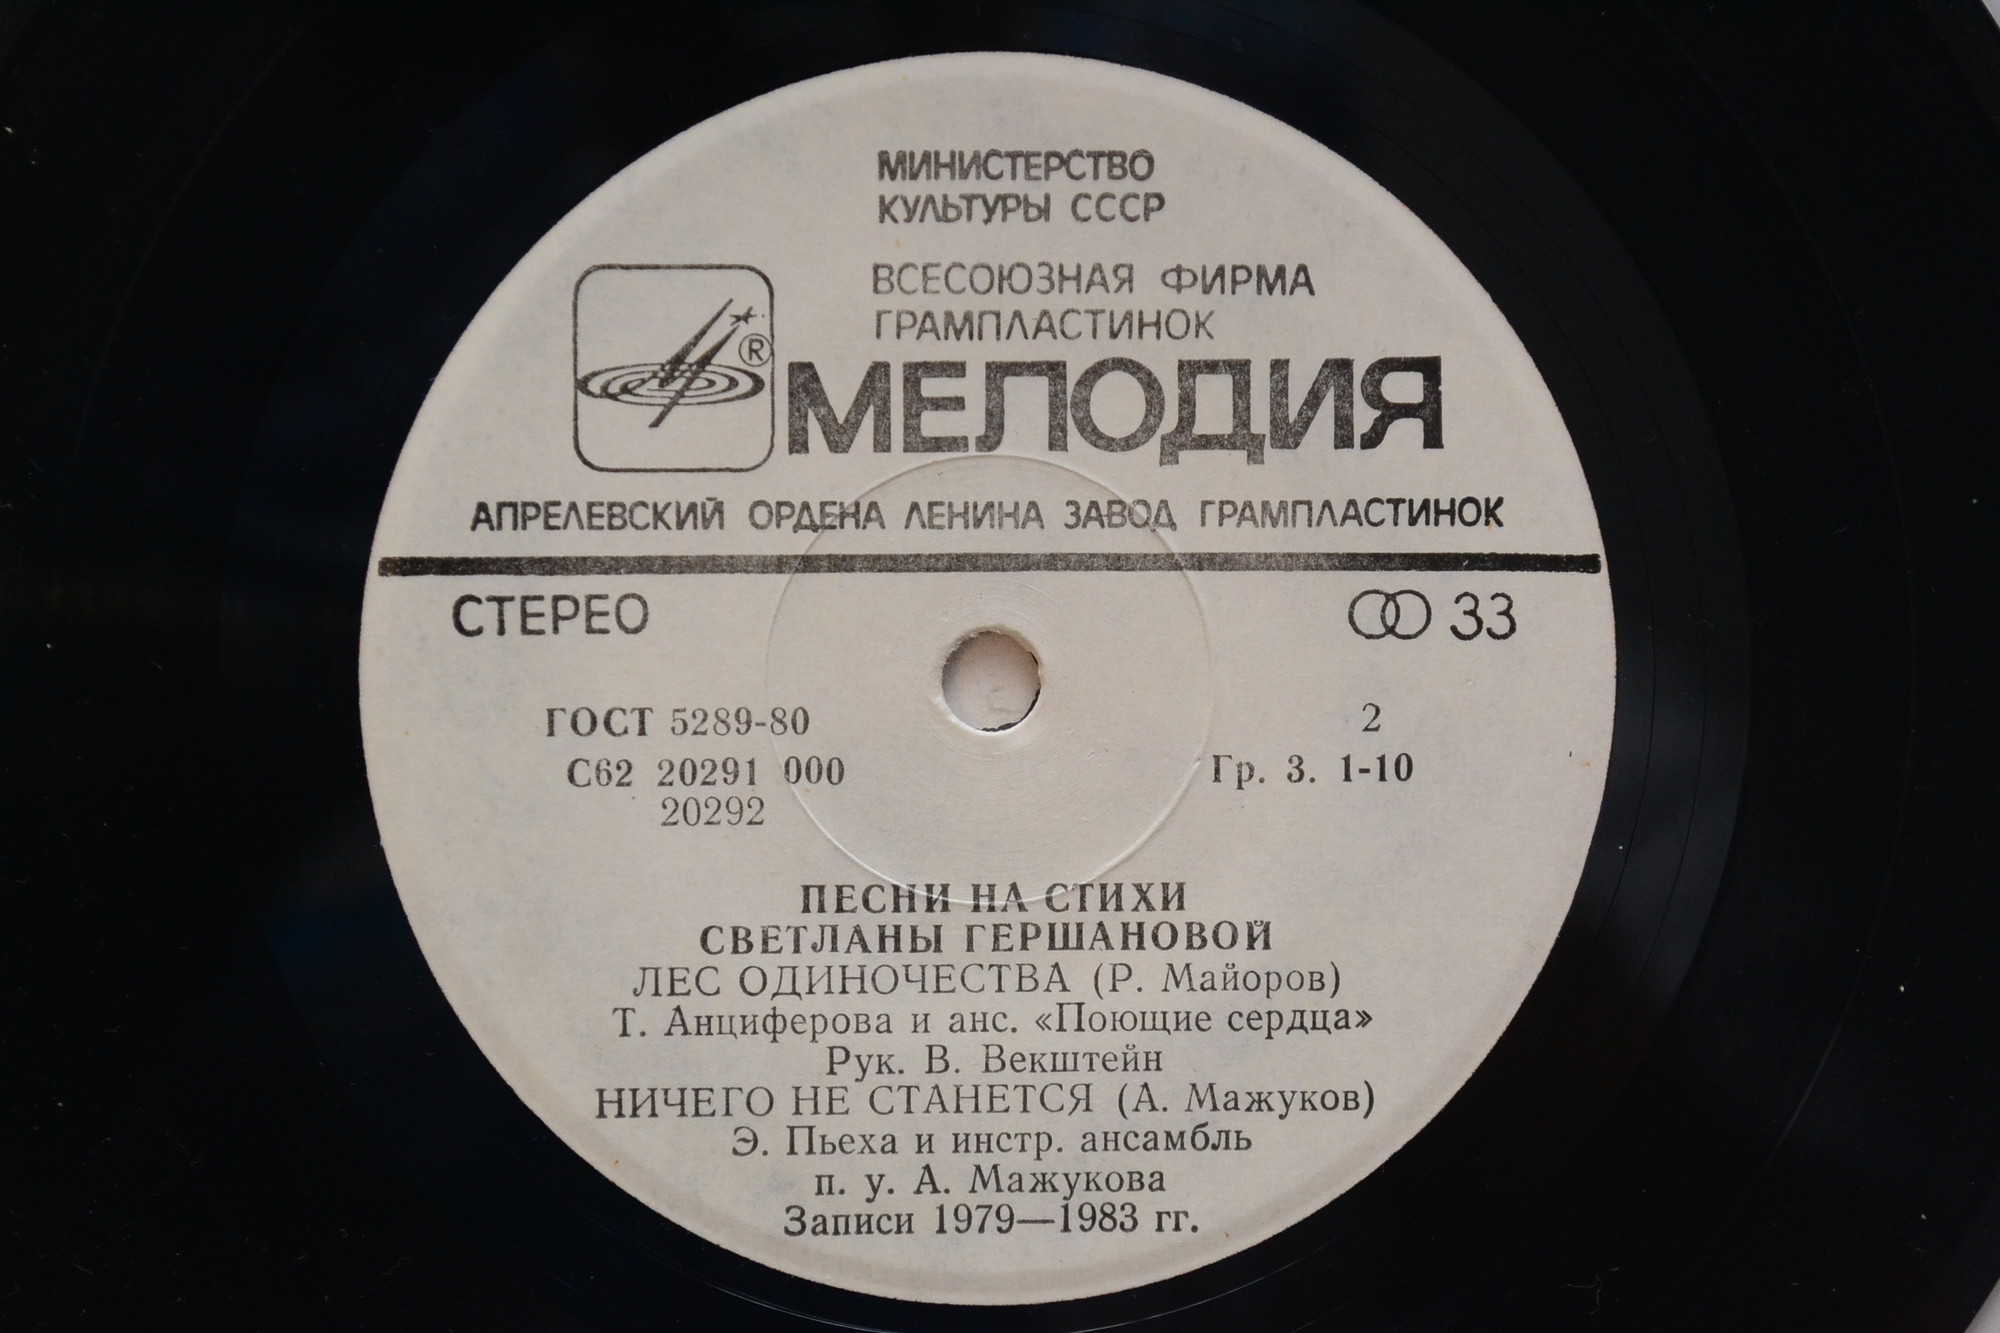 МИНИСТЕРСТВО
КУЛЬТУРЫ СССР
ВСЕСОЮЗНАЯ ФИРМА
ГРАМПЛАСТИНОК
®
МЕЛОДИЯ
АПРЕЛЕВСКИЙ ОРДЕНА ЛЕНИНА ЗАВОД ГРАМПЛАСТИНОК
СТЕРЕО 33
ГОСТ 5289-80 2
С62 20291 000 Гр. 3. 1-10
20292
ПЕСНИ НА СТИХИ
СВЕТЛАНЫ ГЕРШАНОВОЙ
ЛЕС ОДИНОЧЕСТВА (Р. Майоров)
Т. Анциферова и анс. «Поющие сердца»
Рук. В. Векштейн
НИЧЕГО НЕ СТАНЕТСЯ (А. Мажуков)
Э. Пьеха и инстр. ансамбль
п. у. А. Мажукова
Записи 1979—1983 гг.